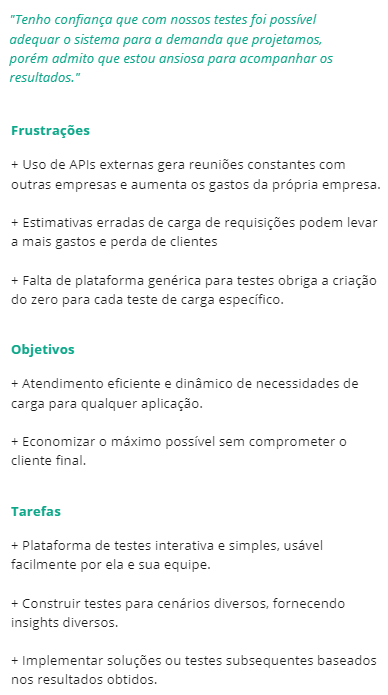 "Tenho confiança que com nossos testes foi possível
adequar o sistema para a demanda que projetamos,
porém admito que estou ansiosa para acompanhar os
resultados."
Frustrações
+ Uso de APIs externas gera reuniões constantes com
outras empresas e aumenta os gastos da própria empresa.
+ Estimativas erradas de carga de requisições podem levar
a mais gastos e perda de clientes
+ Falta de plataforma genérica para testes obriga a criação
do zero para cada teste de carga específico.
Objetivos
+ Atendimento eficiente e dinâmico de necessidades de
carga para qualquer aplicação.
+ Economizar o máximo possível sem comprometer o
cliente final.
Tarefas
+ Plataforma de testes interativa e simples, usável
facilmente por ela e sua equipe.
+ Construir testes para cenários diversos, fornecendo
insights diversos.
+ Implementar soluções ou testes subsequentes baseados
nos resultados obtidos.